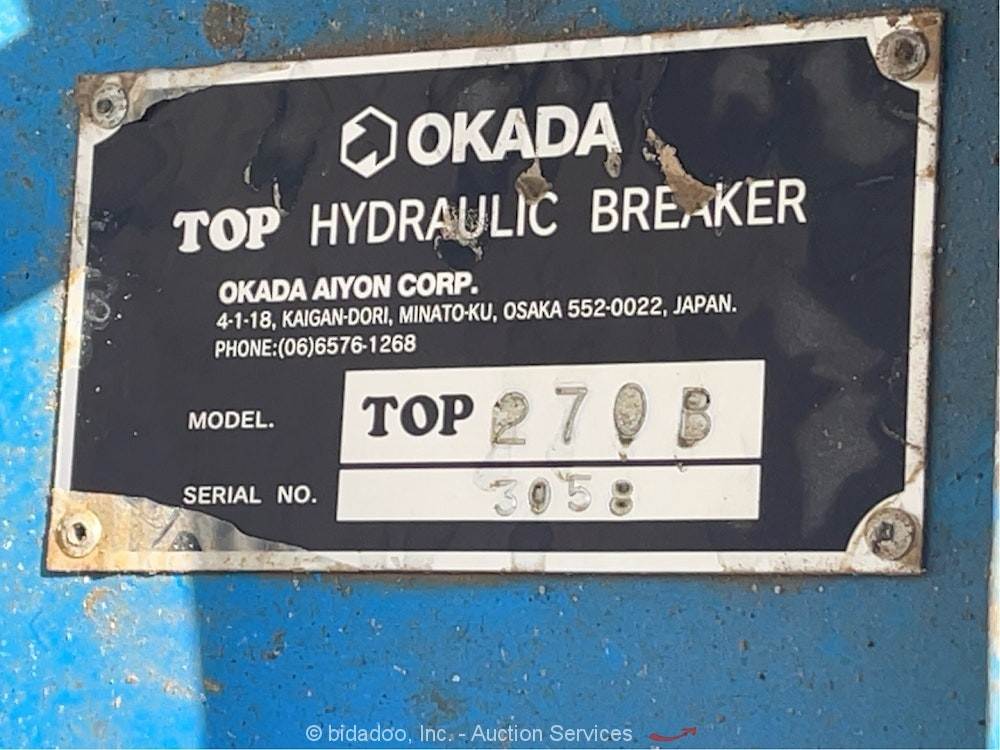 OKADA
TOP HYDRAULIC BREAKER
OKADA AIYON CORP.
4-1-18, KAIGAN-DORI, MINATO-KU, OSAKA 552-0022, JAPAN.
PHONE:(06)6576-1268
MODEL. TOP 270B
SERIAL NO. 3058
© bidadoo, Inc. - Auction Services